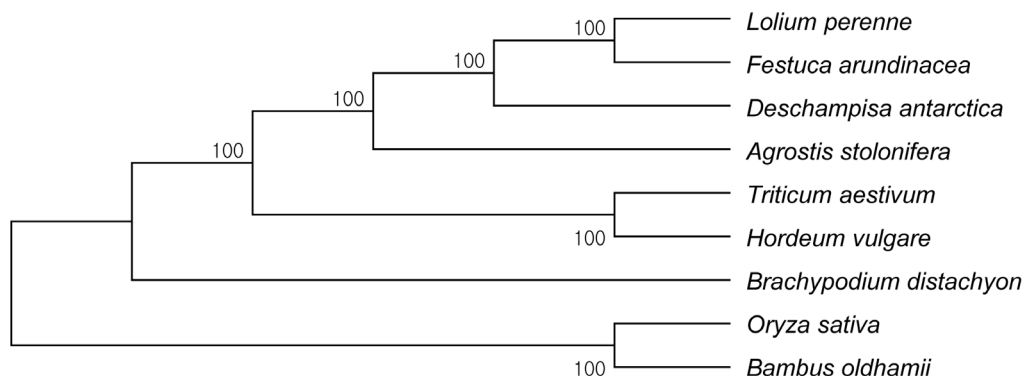 100
Lolium perenne
100
Festuca arundinacea
100
Deschampisa antarctica
100
Agrostis stolonifera
Triticum aestivum
100
Hordeum vulgare
Brachypodium distachyon
Oryza sativa
100
Bambus oldhamii